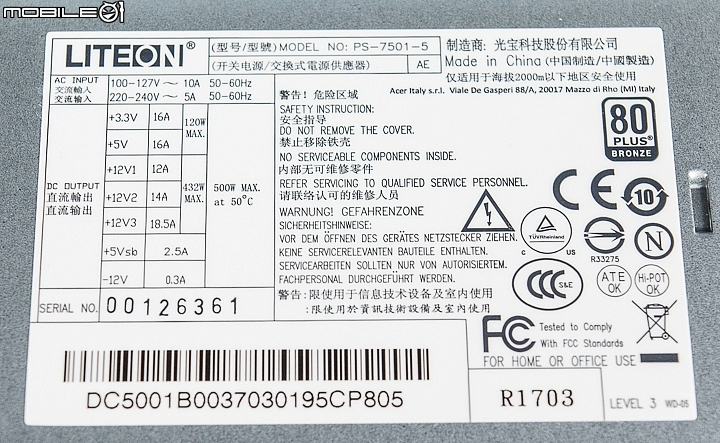 MOBILE01
LITEON®
(型号/型號) MODEL NO: PS-7501-5
(开关电源/交換式電源供應器)
AE
制造商: 光宝科技股份有限公司
Made in China (中国制造/中國製造)
仅适用于海拔2000m以下地区安全使用
AC INPUT
交流輸入
交流输入
100-127V～ 10A 50-60Hz
220-240V～ 5A 50-60Hz
DC OUTPUT
直流輸出
直流输出
+3.3V 16A
+5V 16A
120W MAX.
+12V1 12A
+12V2 14A
+12V3 18.5A
432W MAX.
+5Vsb 2.5A
-12V 0.3A
500W MAX.
at 50°C
SERIAL NO. 00126361
Acer Italy s.r.l. Viale De Gasperi 88/A, 20017 Mazzo di Rho (MI) Italy
警告! 危险区域
SAFETY INSTRUCTION:
安全指导
DO NOT REMOVE THE COVER.
禁止移除铁壳
NO SERVICEABLE COMPONENTS INSIDE.
内部无可维修零件
REFER SERVICING TO QUALIFIED SERVICE PERSONNEL.
请联络认可的维修人员
WARNUNG! GEFAHRENZONE
SICHERHEITSHINWEISE:
VOR DEM ÖFFNEN DES GERÄTES NETZSTECKER ZIEHEN.
KEINE SERVICERELEVANTEN BAUTEILE ENTHALTEN.
SERVICEARBEITEN SOLLTEN NUR VON AUTORISIERTEM.
FACHPERSONAL DURCHGEFÜHRT WERDEN.
警告:限使用于信息技术设备及室内使用
:限使用於資訊技術設備及室內使用
80
PLUS®
BRONZE
CE
10
TÜVRheinland
C US
R33275
N
CCC
S&E
ATE OK
Hi-POT OK
FC
Tested to Comply
With FCC Standards
FOR HOME OR OFFICE USE
DC5001B0037030195CP805
R1703
LEVEL 3 WD-05